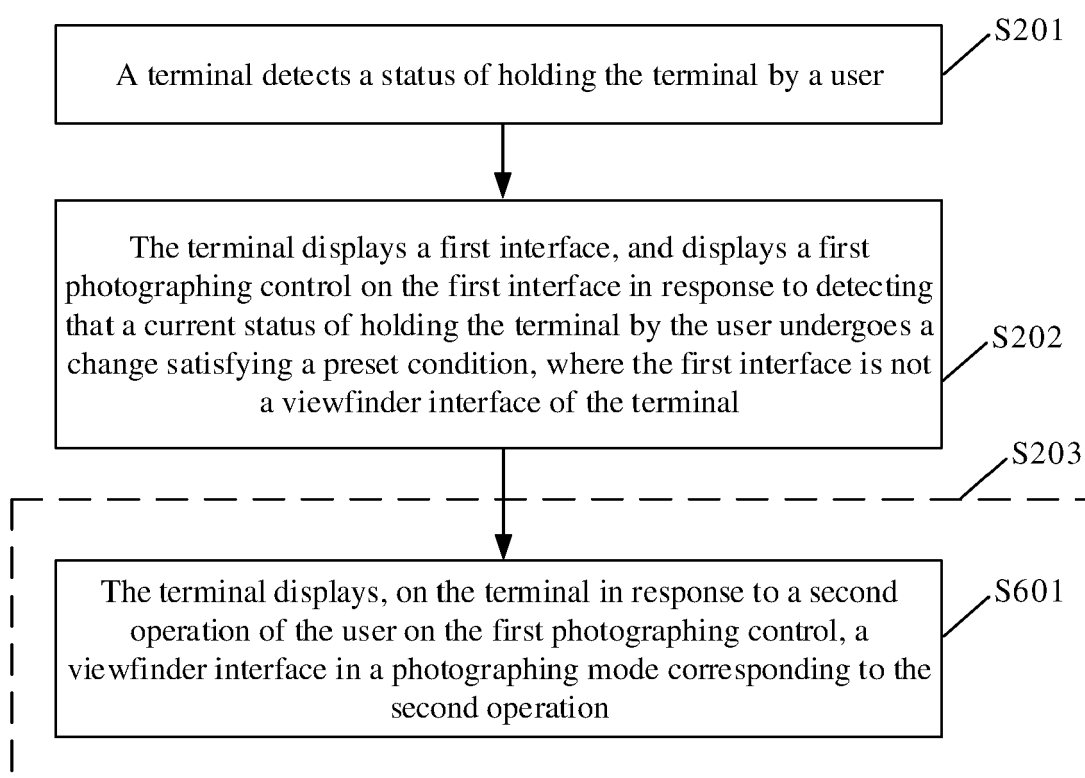 S201
A terminal detects a status of holding the terminal by a user
The terminal displays a first interface, and displays a first
photographing control on the first interface in response to detecting
that a current status of holding the terminal by the user undergoes a
change satisfying a preset condition, where the first interface is not
a viewfinder interface of the terminal
S202
S203
The terminal displays, on the terminal in response to a second
operation of the user on the first photographing control, a
viewfinder interface in a photographing mode corresponding to the
second operation
S601